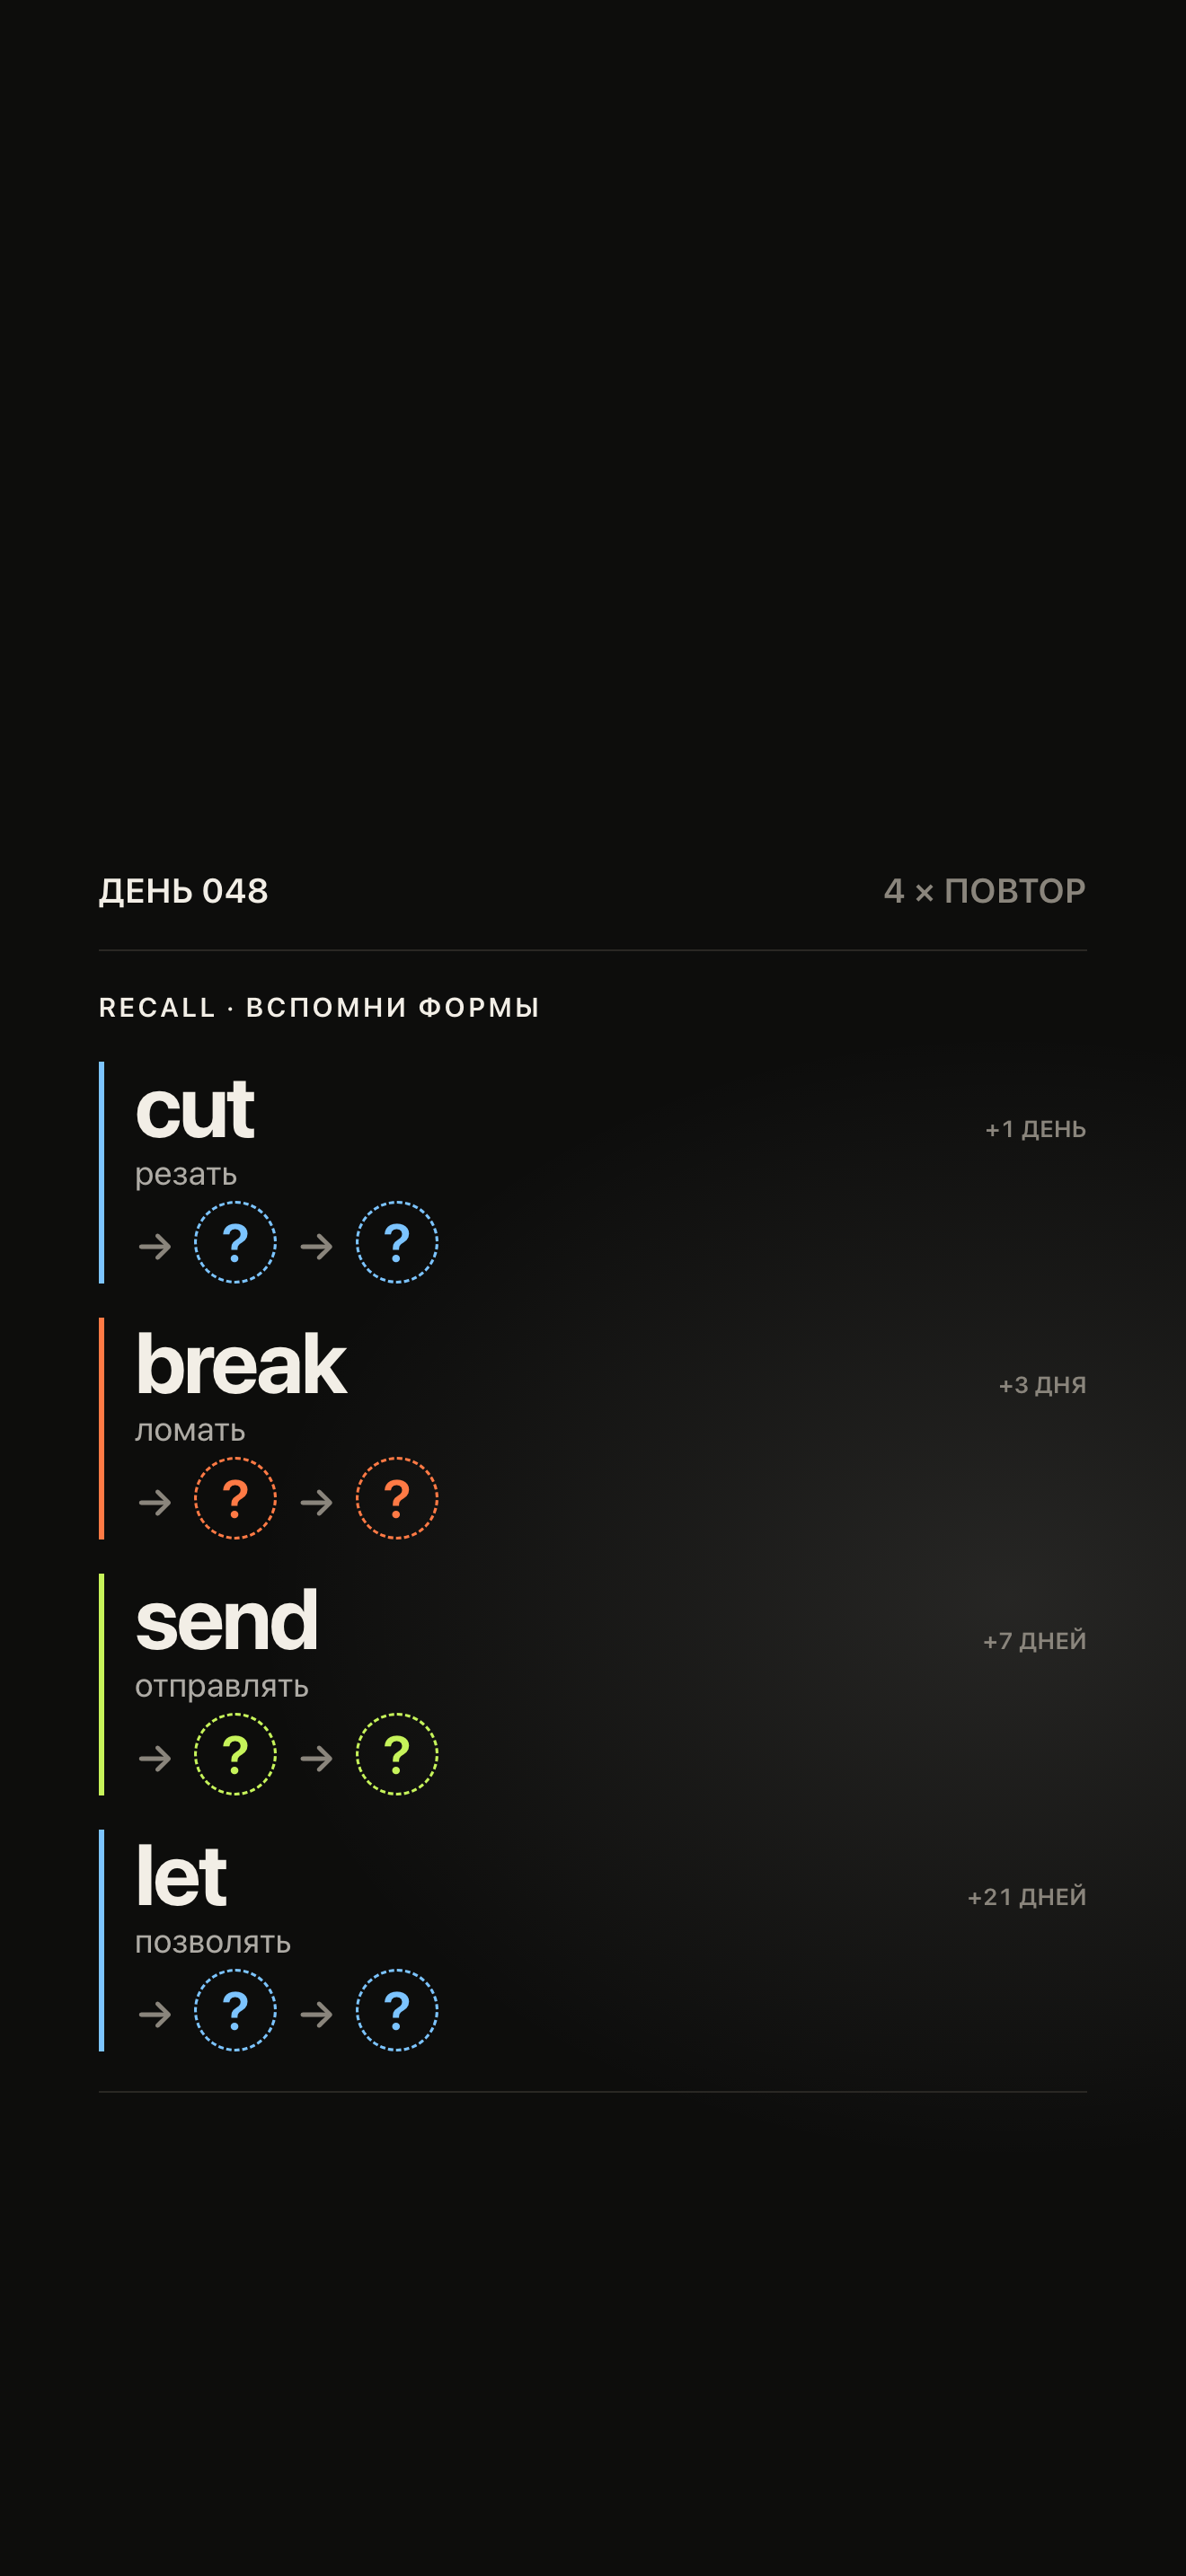 ДЕНЬ 048
4 × ПОВТОР
RECALL · ВСПОМНИ ФОРМЫ
cut
+1 ДЕНЬ
резать
→ ? → ?
break
+3 ДНЯ
ломать
→ ? → ?
send
+7 ДНЕЙ
отправлять
→ ? → ?
let
+21 ДНЕЙ
позволять
→ ? → ?